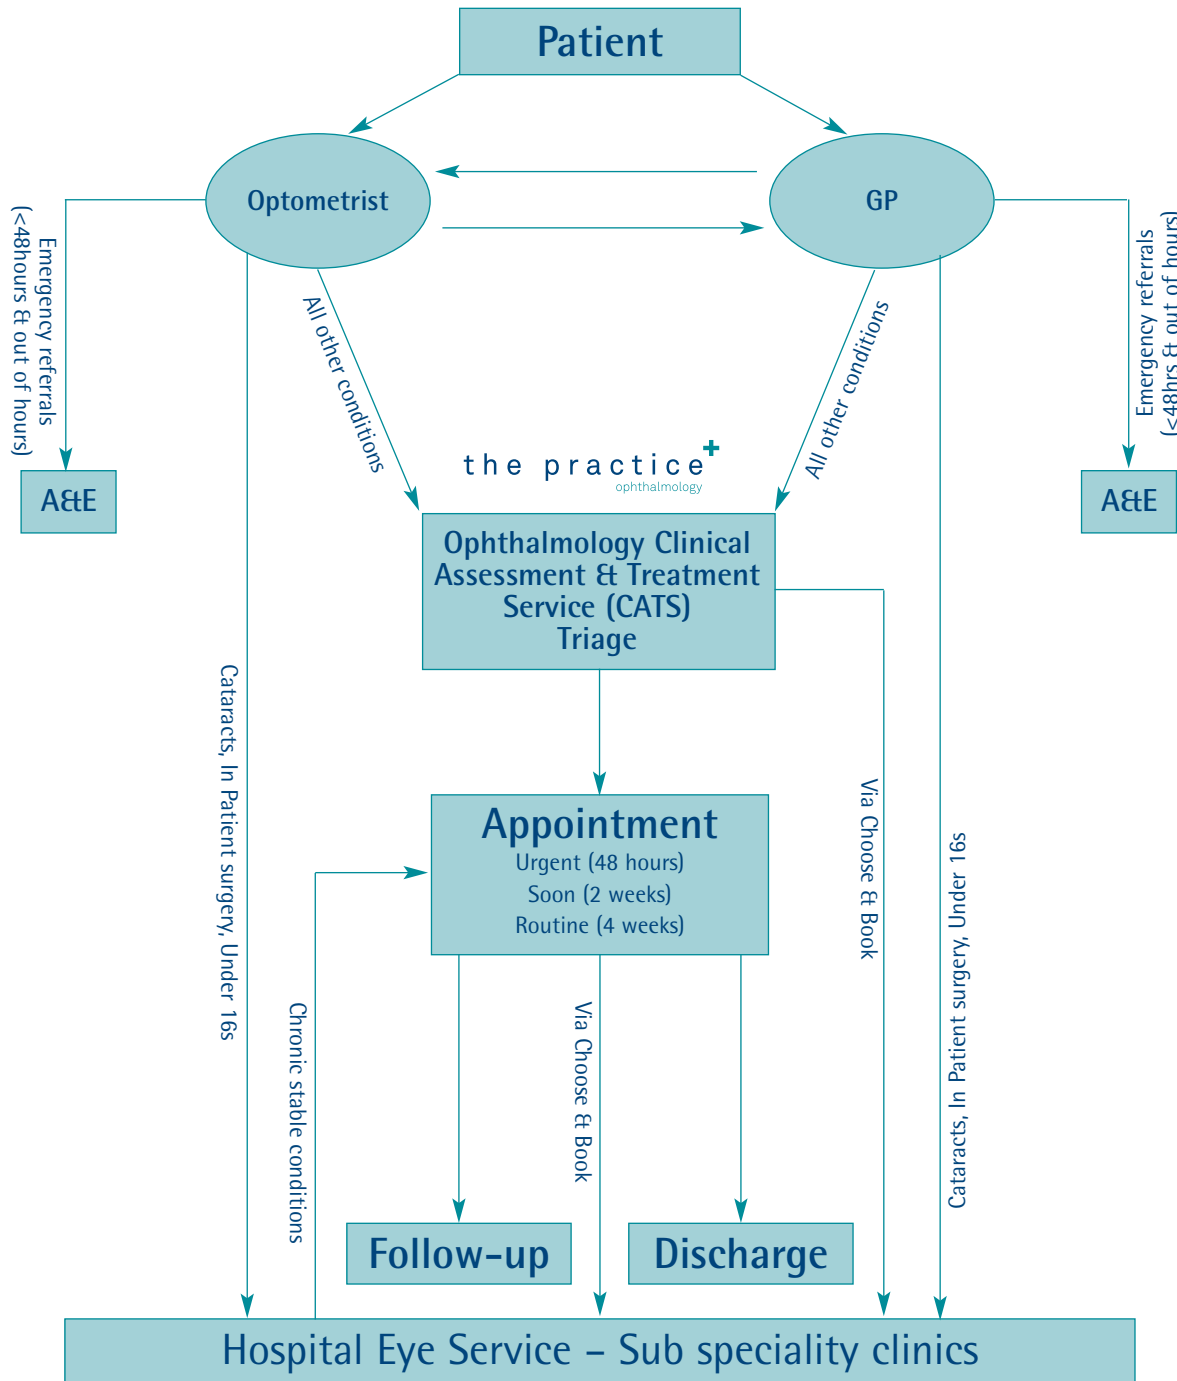 Patient
Optometrist
GP
Emergency referrals
(<48hours & out of hours)
Emergency referrals
(<48hrs & out of hours)
All other conditions
All other conditions
the practice+
ophthalmology
A&E
A&E
Ophthalmology Clinical
Assessment & Treatment
Service (CATS)
Triage
Cataracts, In Patient surgery, Under 16s
Via Choose & Book
Cataracts, In Patient surgery, Under 16s
Appointment
Urgent (48 hours)
Soon (2 weeks)
Routine (4 weeks)
Chronic stable conditions
Via Choose & Book
Follow-up
Discharge
Hospital Eye Service – Sub speciality clinics